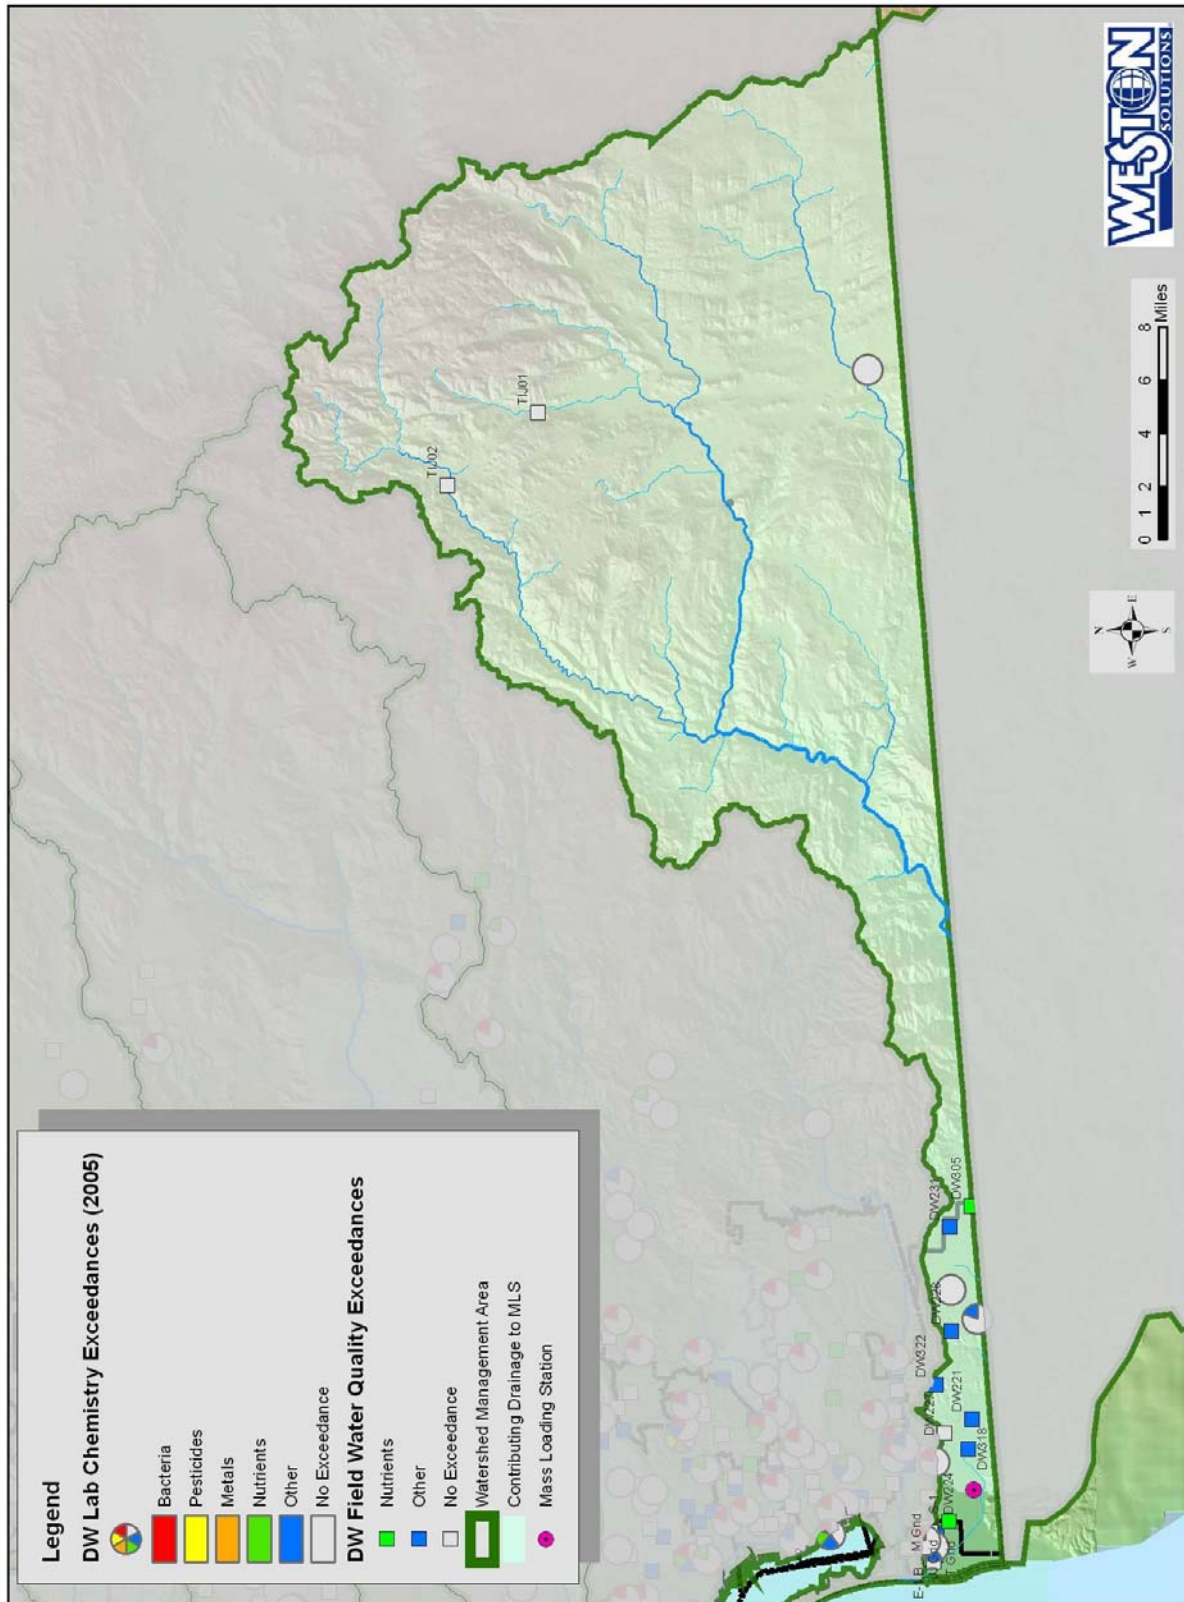 Legend
DW Lab Chemistry Exceedances (2005)
Bacteria
Pesticides
Metals
Nutrients
Other
No Exceedance
DW Field Water Quality Exceedances
Nutrients
Other
No Exceedance
Watershed Management Area
Contributing Drainage to MLS
Mass Loading Station
TIJ02
TIJ01
DW231
DW305
DW322
DW221
DW318
DW224
N
W
E
S
0 1 2 4 6 8
Miles
WESTON
SOLUTIONS